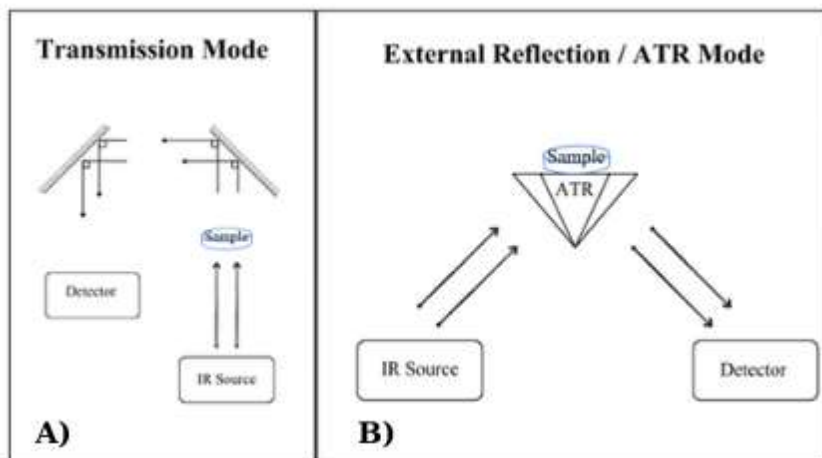 Transmission Mode
Sample
Detector
IR Source
A)
External Reflection / ATR Mode
Sample
ATR
IR Source
Detector
B)